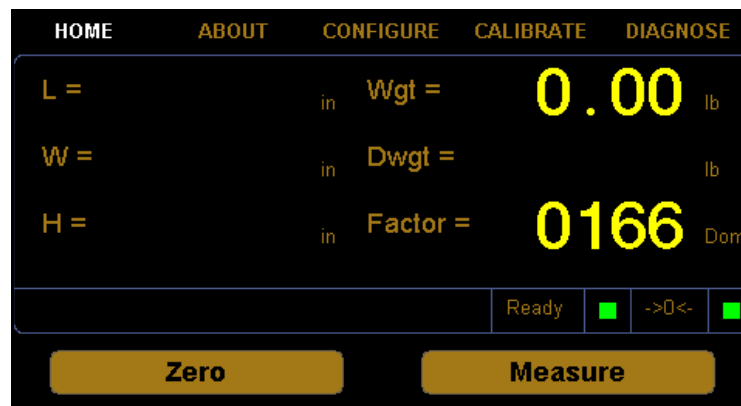 HOME ABOUT CONFIGURE CALIBRATE DIAGNOSE
L = in Wgt = 0.00 lb
W = in Dwgt = lb
H = in Factor = 0166 Dom
Ready ->0<-
Zero Measure